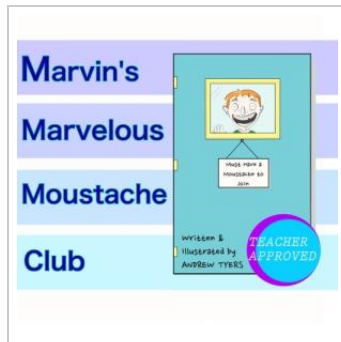 Marvin's
Marvelous
Moustache
Club
Must Have a
Moustache to
Join
Written &
Illustrated by
ANDREW TYERS
TEACHER
APPROVED